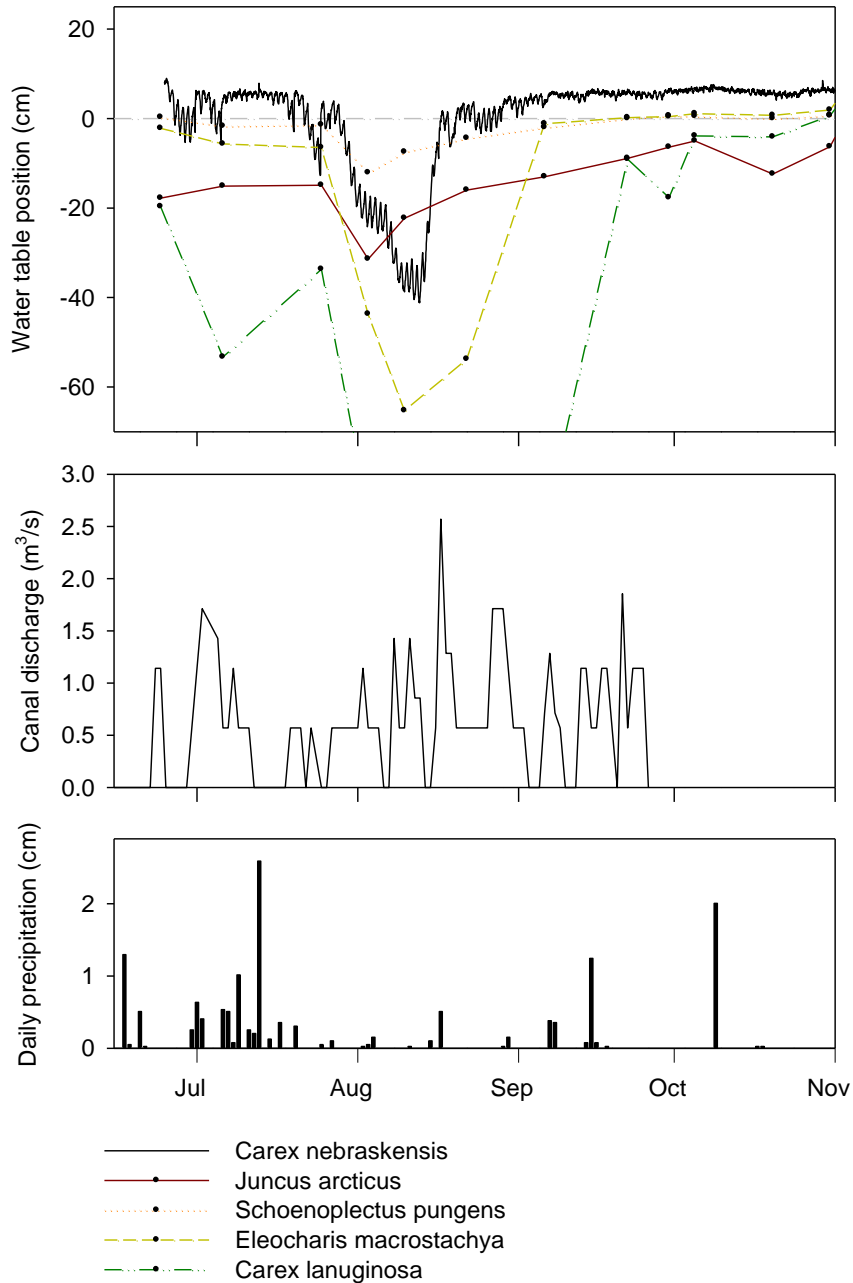 Water table position (cm)
20
0
-20
-40
-60
Canal discharge (m³/s)
3.0
2.5
2.0
1.5
1.0
0.5
0.0
Daily precipitation (cm)
2
1
0
Jul Aug Sep Oct Nov
Carex nebraskensis
Juncus arcticus
Schoenoplectus pungens
Eleocharis macrostachya
Carex lanuginosa